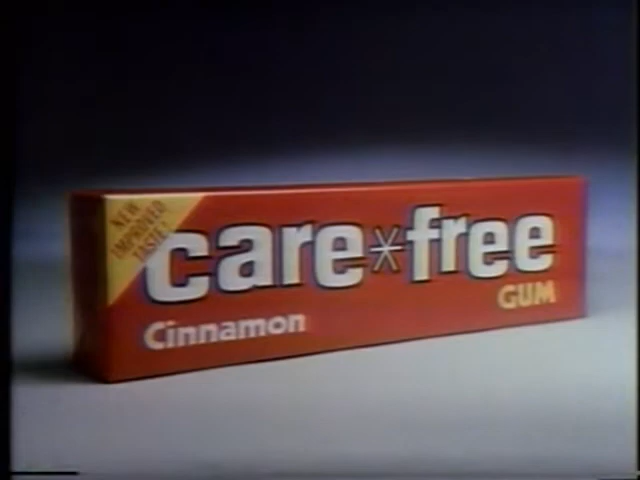 NEW
IMPROVED
TASTE!
care*free
GUM
Cinnamon